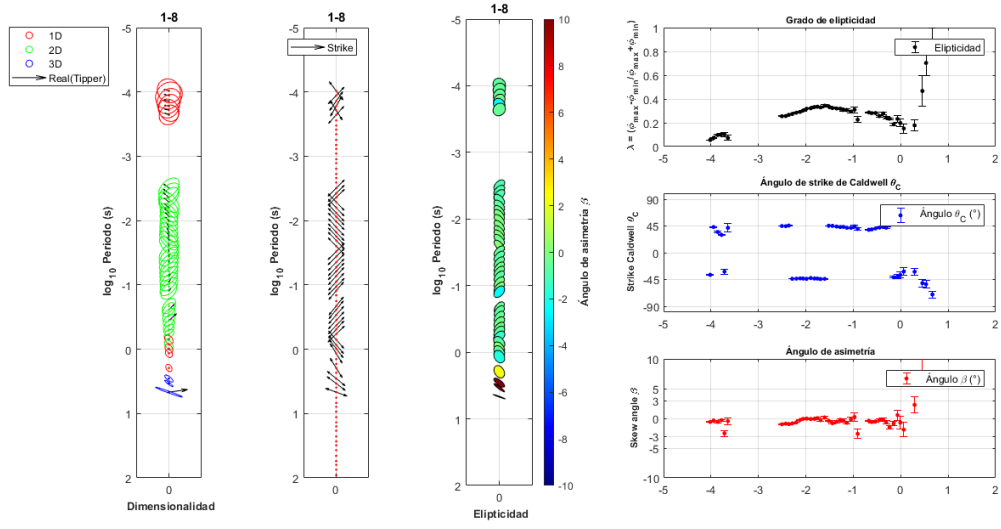 1-8
1D
2D
3D
Real(Tipper)
-5
-4
-3
-2
-1
0
1
2
log10 Periodo (s)
0
Dimensionalidad
1-8
Strike
-5
-4
-3
-2
-1
0
1
2
log10 Periodo (s)
0
1-8
-5
-4
-3
-2
-1
0
1
2
log10 Periodo (s)
0
Elipticidad
10
8
6
4
2
0
-2
-4
-6
-8
-10
Ángulo de asimetría β
Grado de elipticidad
Elipticidad
1
0.8
0.6
0.4
0.2
0
-5 -4 -3 -2 -1 0 1 2
Ángulo de strike de Caldwell θC
Ángulo θC (°)
Strike Caldwell θC
90
45
0
-45
-90
-5 -4 -3 -2 -1 0 1 2
Ángulo de asimetría
Ángulo β (°)
Skew angle β
10
5
3
0
-3
-5
-10
-5 -4 -3 -2 -1 0 1 2